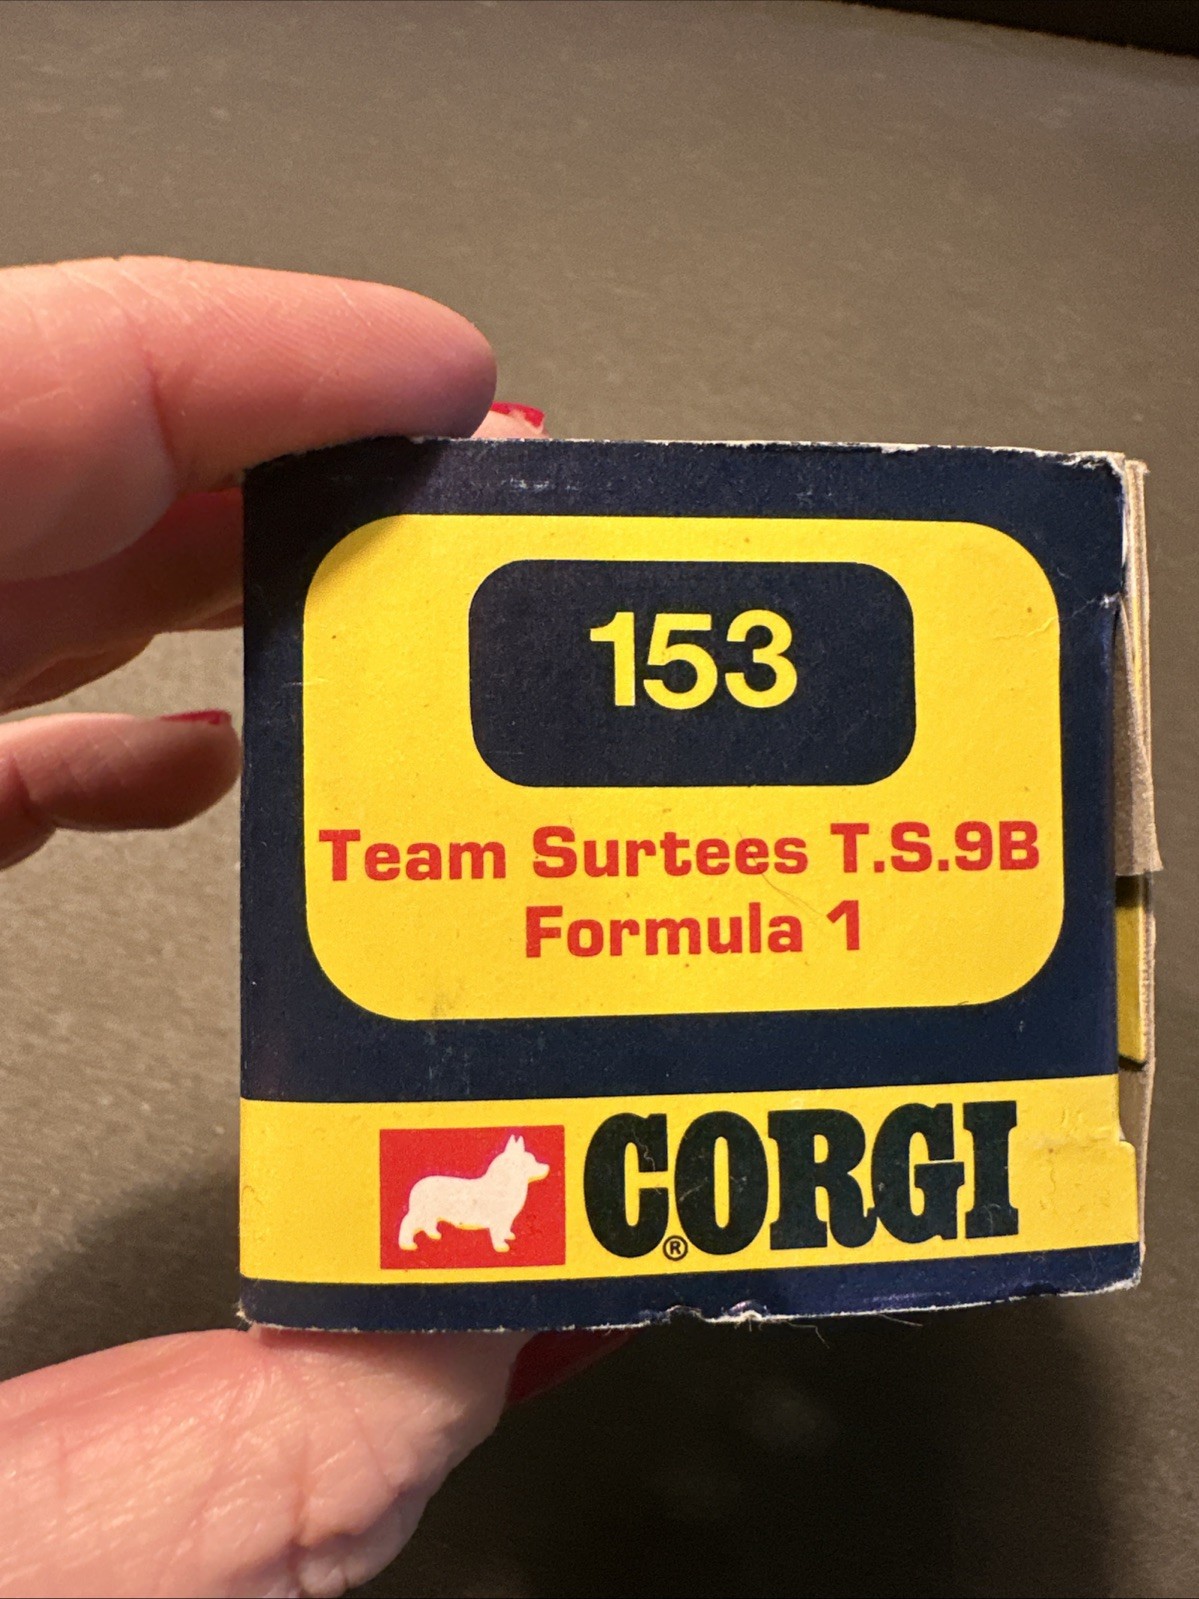 153
Team Surtees T.S.9B
Formula 1
CORGI
®